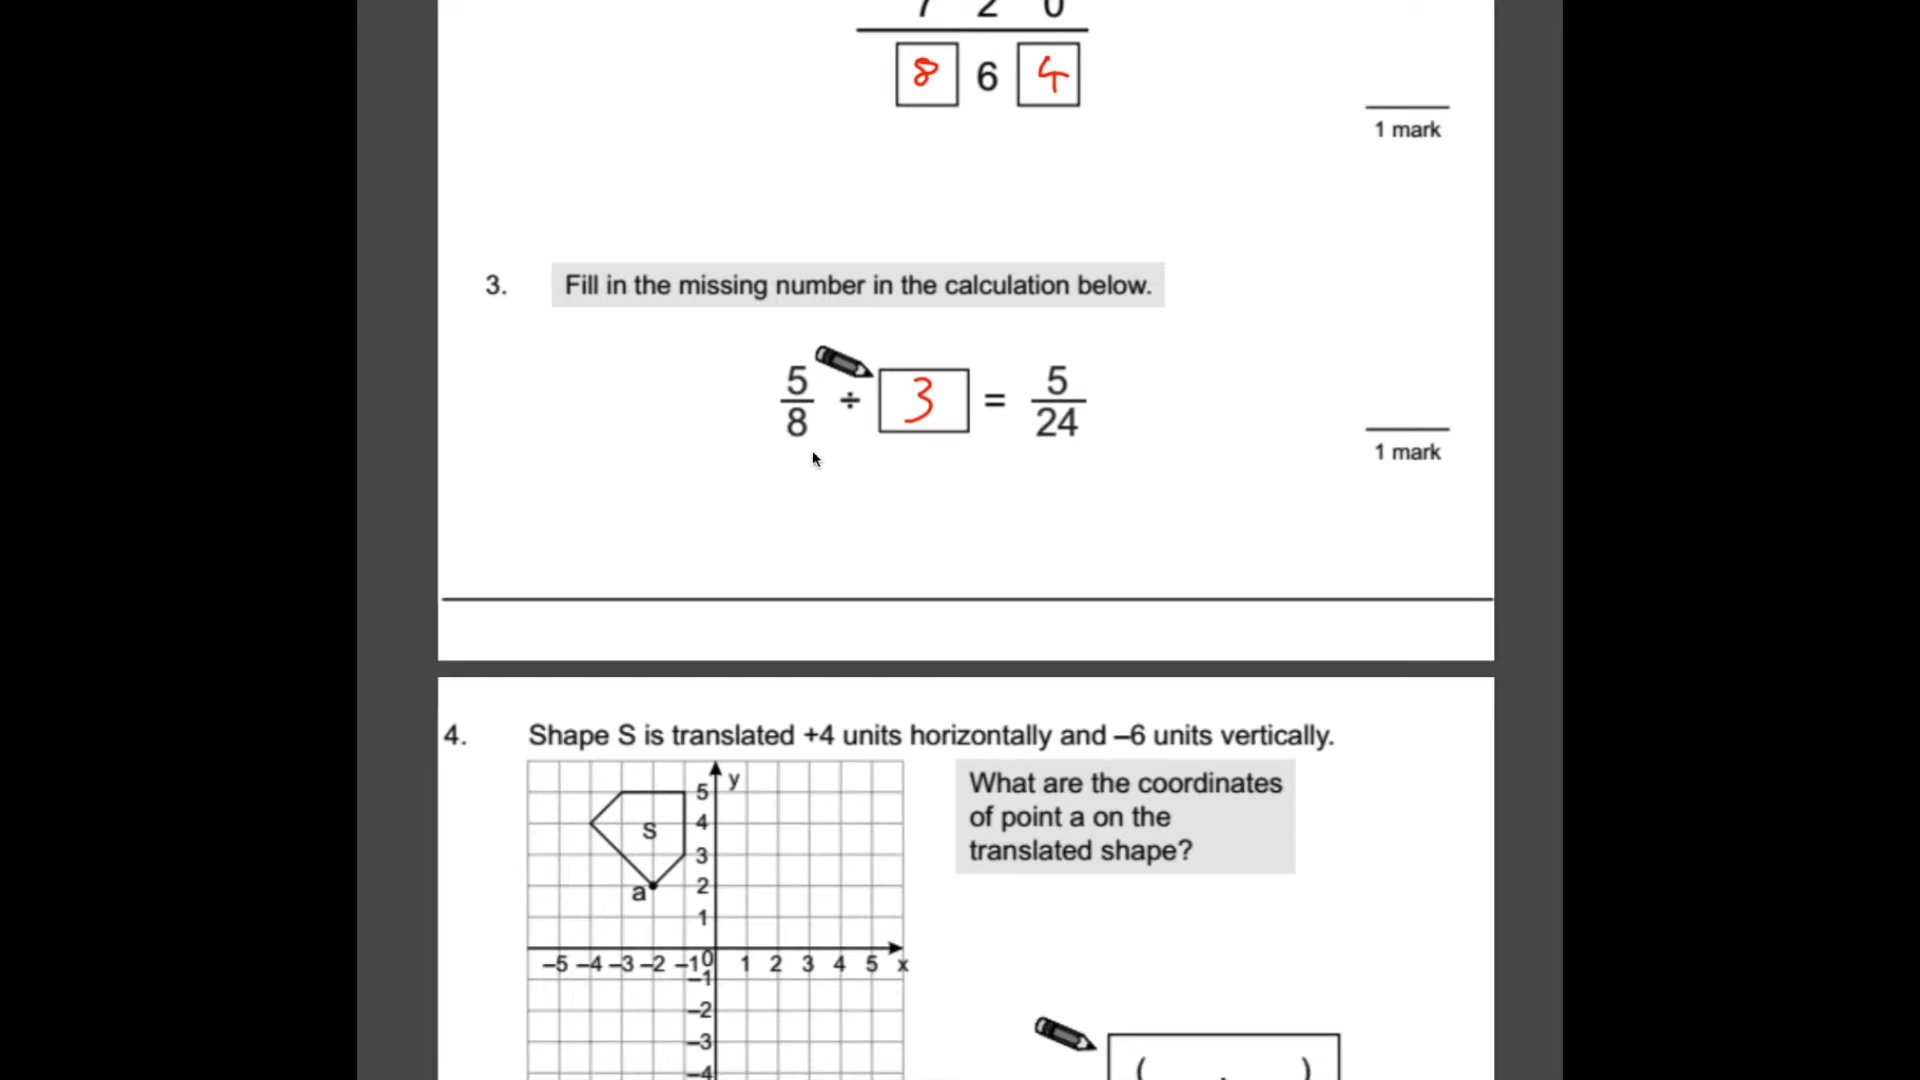 7 2 0
8 6 4
1 mark
3. Fill in the missing number in the calculation below.
5/8 ÷ 3 = 5/24
1 mark
4. Shape S is translated +4 units horizontally and –6 units vertically.
What are the coordinates
of point a on the
translated shape?
y
5
4
S
3
2
a
1
–5 –4 –3 –2 –1 0 1 2 3 4 5 x
–1
–2
–3
–4
( , )